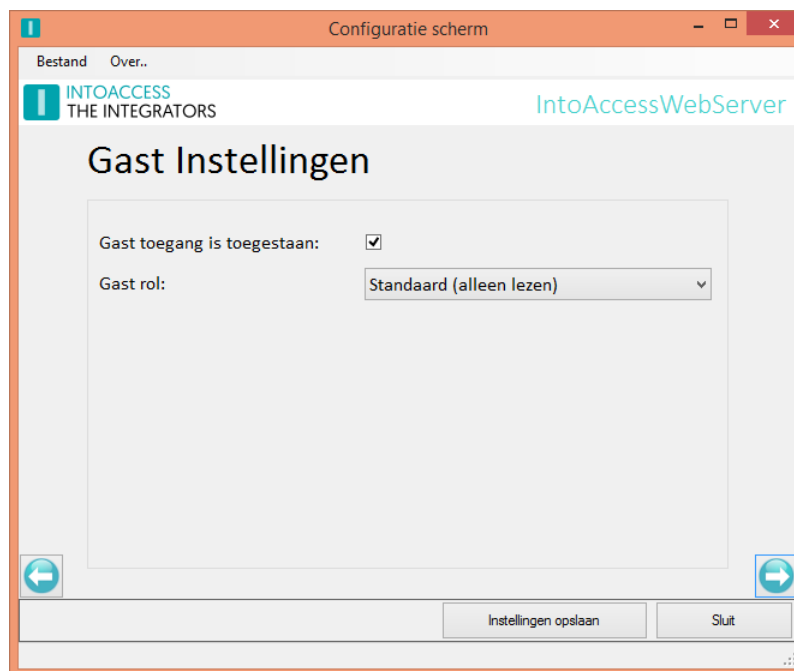 Configuratie scherm
Bestand Over..
INTOACCESS
THE INTEGRATORS
IntoAccessWebServer
Gast Instellingen
Gast toegang is toegestaan:
Gast rol: Standaard (alleen lezen)
Instellingen opslaan Sluit